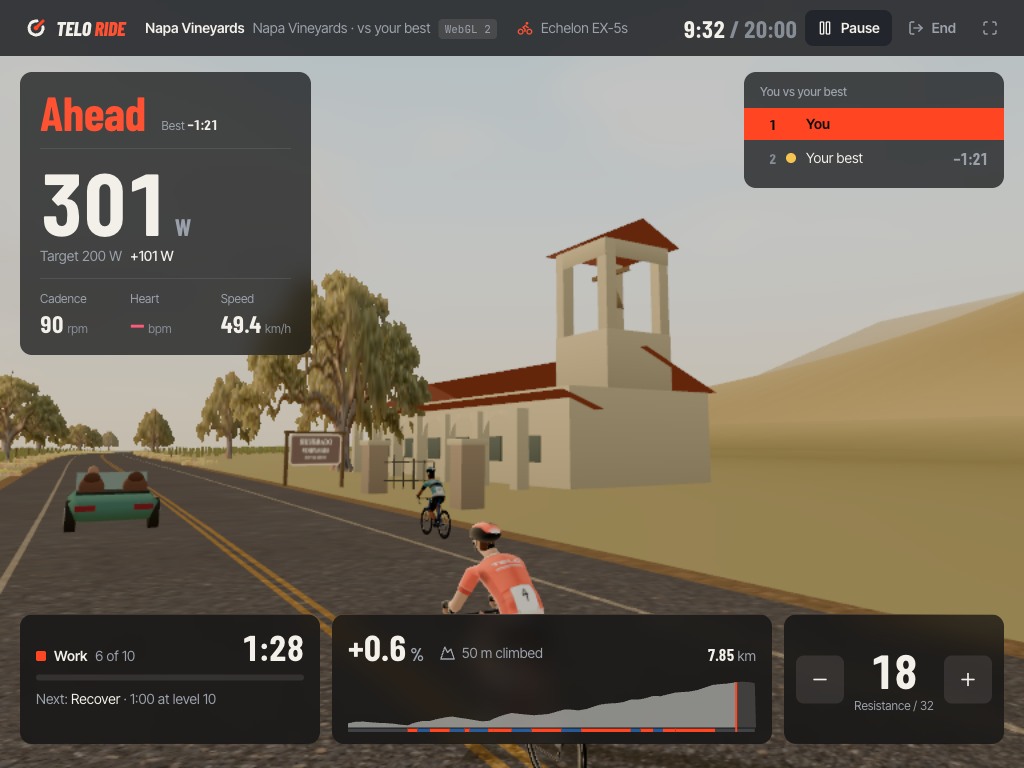 TELO RIDE Napa Vineyards Napa Vineyards · vs your best WebGL 2 Echelon EX-5s 9:32 / 20:00 Pause End
Ahead Best −1:21
301 W
Target 200 W +101 W
Cadence Heart Speed
90 rpm – bpm 49.4 km/h
You vs your best
1 You
2 Your best −1:21
TELO
Work 6 of 10 1:28
Next: Recover · 1:00 at level 10
+0.6 % 50 m climbed 7.85 km
− 18 +
Resistance / 32